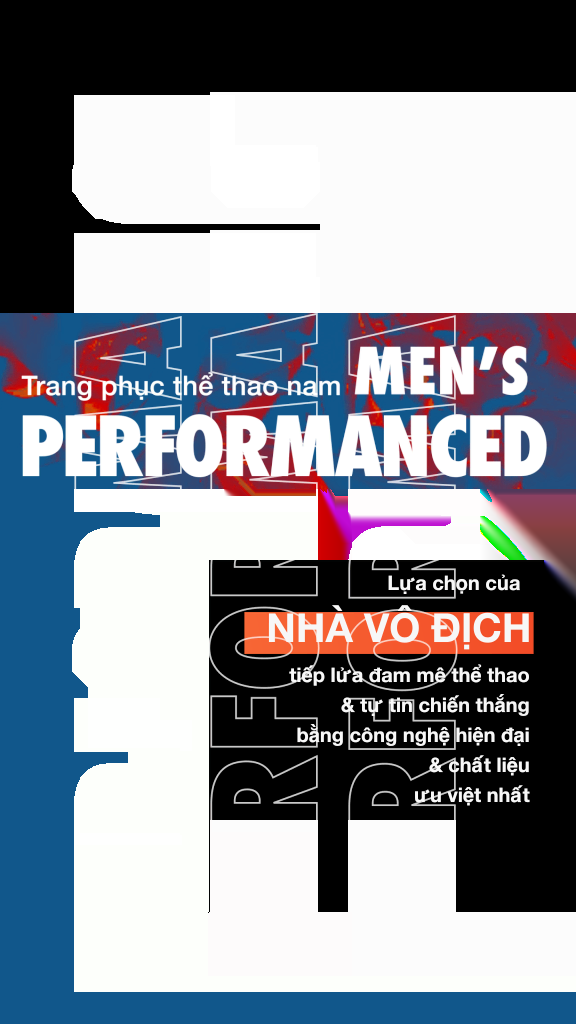 Trang phục thể thao nam MEN'S
PERFORMANCED
Lựa chọn của
NHÀ VÔ ĐỊCH
tiếp lửa đam mê thể thao
& tự tin chiến thắng
bằng công nghệ hiện đại
& chất liệu
ưu việt nhất